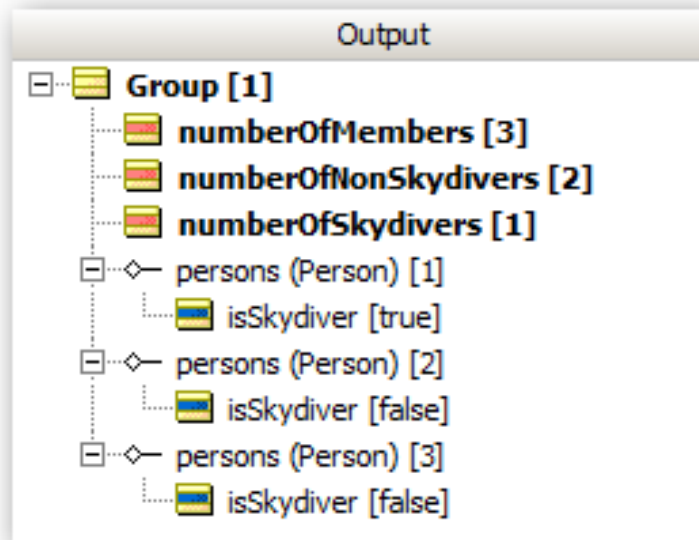 Output
Group [1]
numberOfMembers [3]
numberOfNonSkydivers [2]
numberOfSkydivers [1]
persons (Person) [1]
isSkydiver [true]
persons (Person) [2]
isSkydiver [false]
persons (Person) [3]
isSkydiver [false]